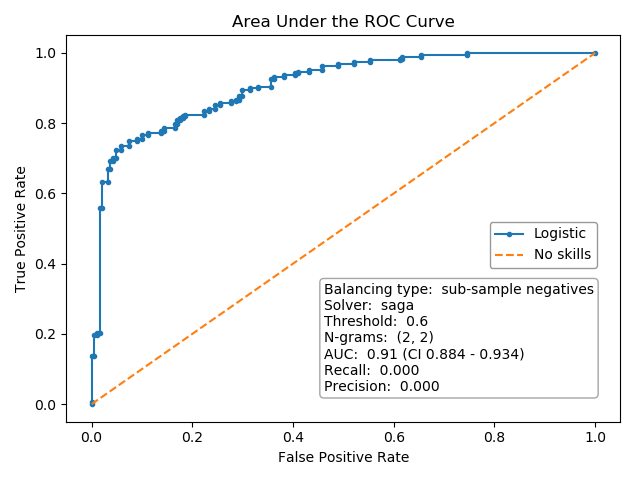 Area Under the ROC Curve
True Positive Rate
1.0
0.8
0.6
0.4
0.2
0.0
Logistic
No skills
Balancing type:  sub-sample negatives
Solver:  saga
Threshold:  0.6
N-grams:  (2, 2)
AUC:  0.91 (CI 0.884 - 0.934)
Recall:  0.000
Precision:  0.000
0.0 0.2 0.4 0.6 0.8 1.0
False Positive Rate